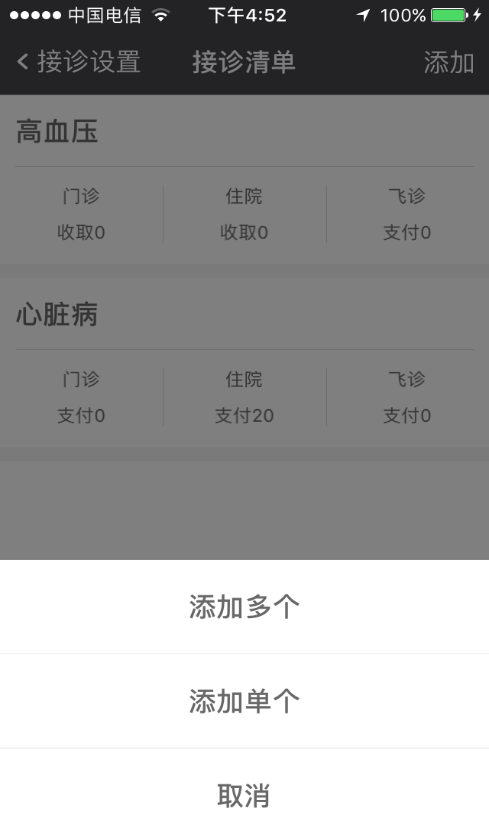 中国电信 下午4:52 100%
接诊设置 接诊清单 添加
高血压
门诊 住院 飞诊
收取0 收取0 支付0
心脏病
门诊 住院 飞诊
支付0 支付20 支付0
添加多个
添加单个
取消